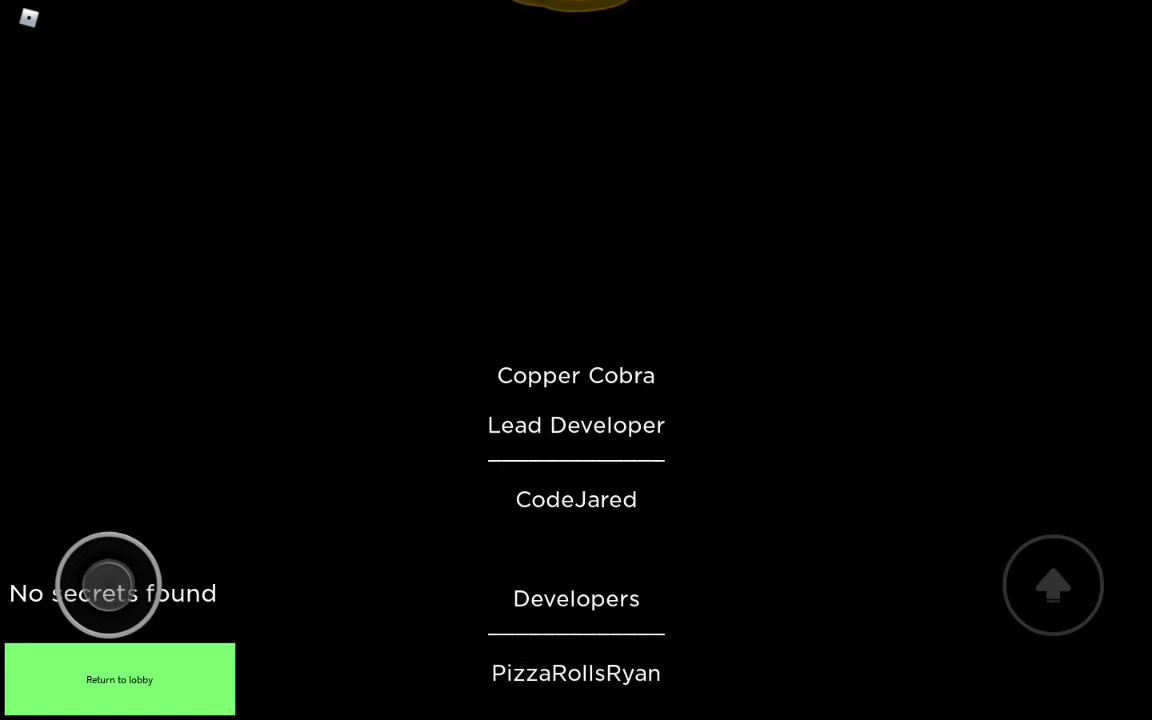 Copper Cobra
Lead Developer
CodeJared
No secrets found
Developers
PizzaRollsRyan
Return to lobby